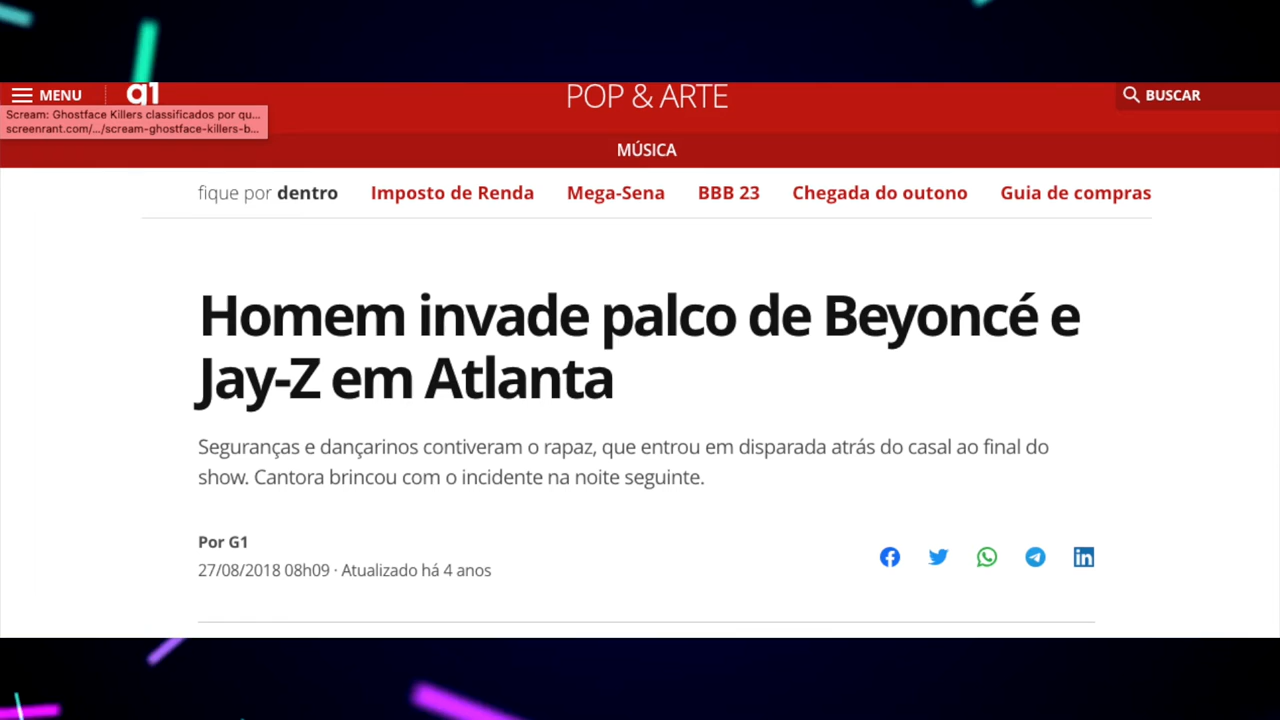 MENU
g1
POP & ARTE
BUSCAR
Scream: Ghostface Killers classificados por qu...
screenrant.com/.../scream-ghostface-killers-b...
MÚSICA
fique por dentro
Imposto de Renda
Mega-Sena
BBB 23
Chegada do outono
Guia de compras
Homem invade palco de Beyoncé e
Jay-Z em Atlanta
Seguranças e dançarinos contiveram o rapaz, que entrou em disparada atrás do casal ao final do
show. Cantora brincou com o incidente na noite seguinte.
Por G1
27/08/2018 08h09 · Atualizado há 4 anos
in